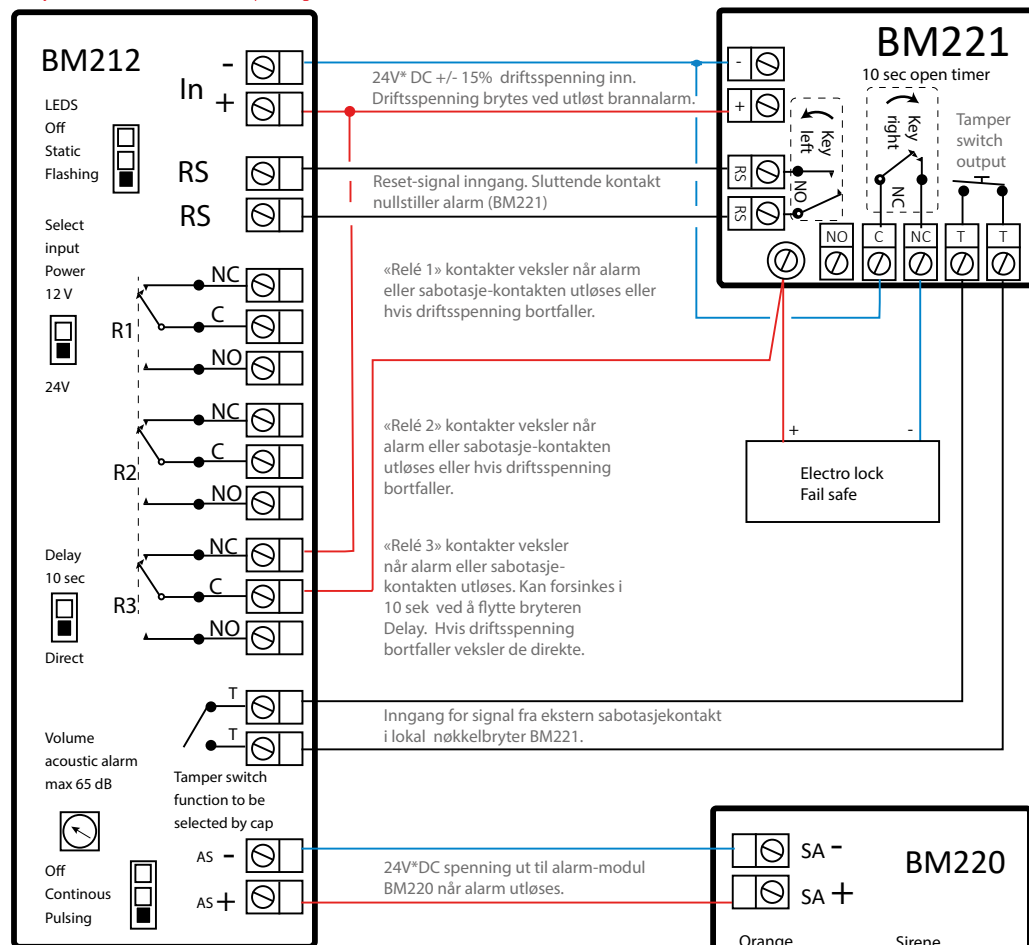 BM212
LEDS
Off
Static
Flashing
Select
input
Power
12 V
24V
Delay
10 sec
Direct
Volume
acoustic alarm
max 65 dB
Off
Continous
Pulsing
In
-
+
RS
RS
R1
NC
C
NO
R2
NC
C
NO
R3
NC
C
NO
T
T
Tamper switch
function to be
selected by cap
AS -
AS +
24V* DC +/- 15% driftsspenning inn.
Driftsspenning brytes ved utløst brannalarm.
Reset-signal inngang. Sluttende kontakt
nullstiller alarm (BM221)
«Relé 1» kontakter veksler når alarm
eller sabotasje-kontakten utløses eller
hvis driftsspenning bortfaller.
«Relé 2» kontakter veksler når
alarm eller sabotasje-kontakten
utløses eller hvis driftsspenning
bortfaller.
«Relé 3» kontakter veksler
når alarm eller sabotasje-
kontakten utløses. Kan forsinkes i
10 sek ved å flytte bryteren
Delay. Hvis driftsspenning
bortfaller veksler de direkte.
Inngang for signal fra ekstern sabotasjekontakt
i lokal nøkkelbryter BM221.
24V*DC spenning ut til alarm-modul
BM220 når alarm utløses.
BM221
10 sec open timer
-
+
RS
RS
Key
left
NO
Key
right
NC
Tamper
switch
output
NO
C
NC
T
T
+
-
Electro lock
Fail safe
SA -
SA +
BM220
Orange
Sirene